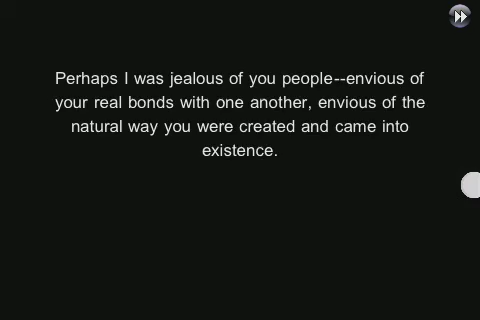 Perhaps I was jealous of you people--envious of
your real bonds with one another, envious of the
natural way you were created and came into
existence.